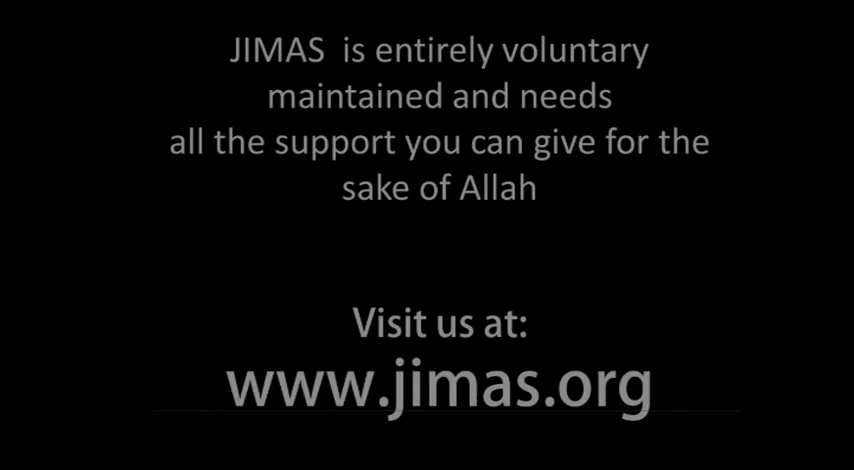 JIMAS is entirely voluntary
maintained and needs
all the support you can give for the
sake of Allah
Visit us at:
www.jimas.org